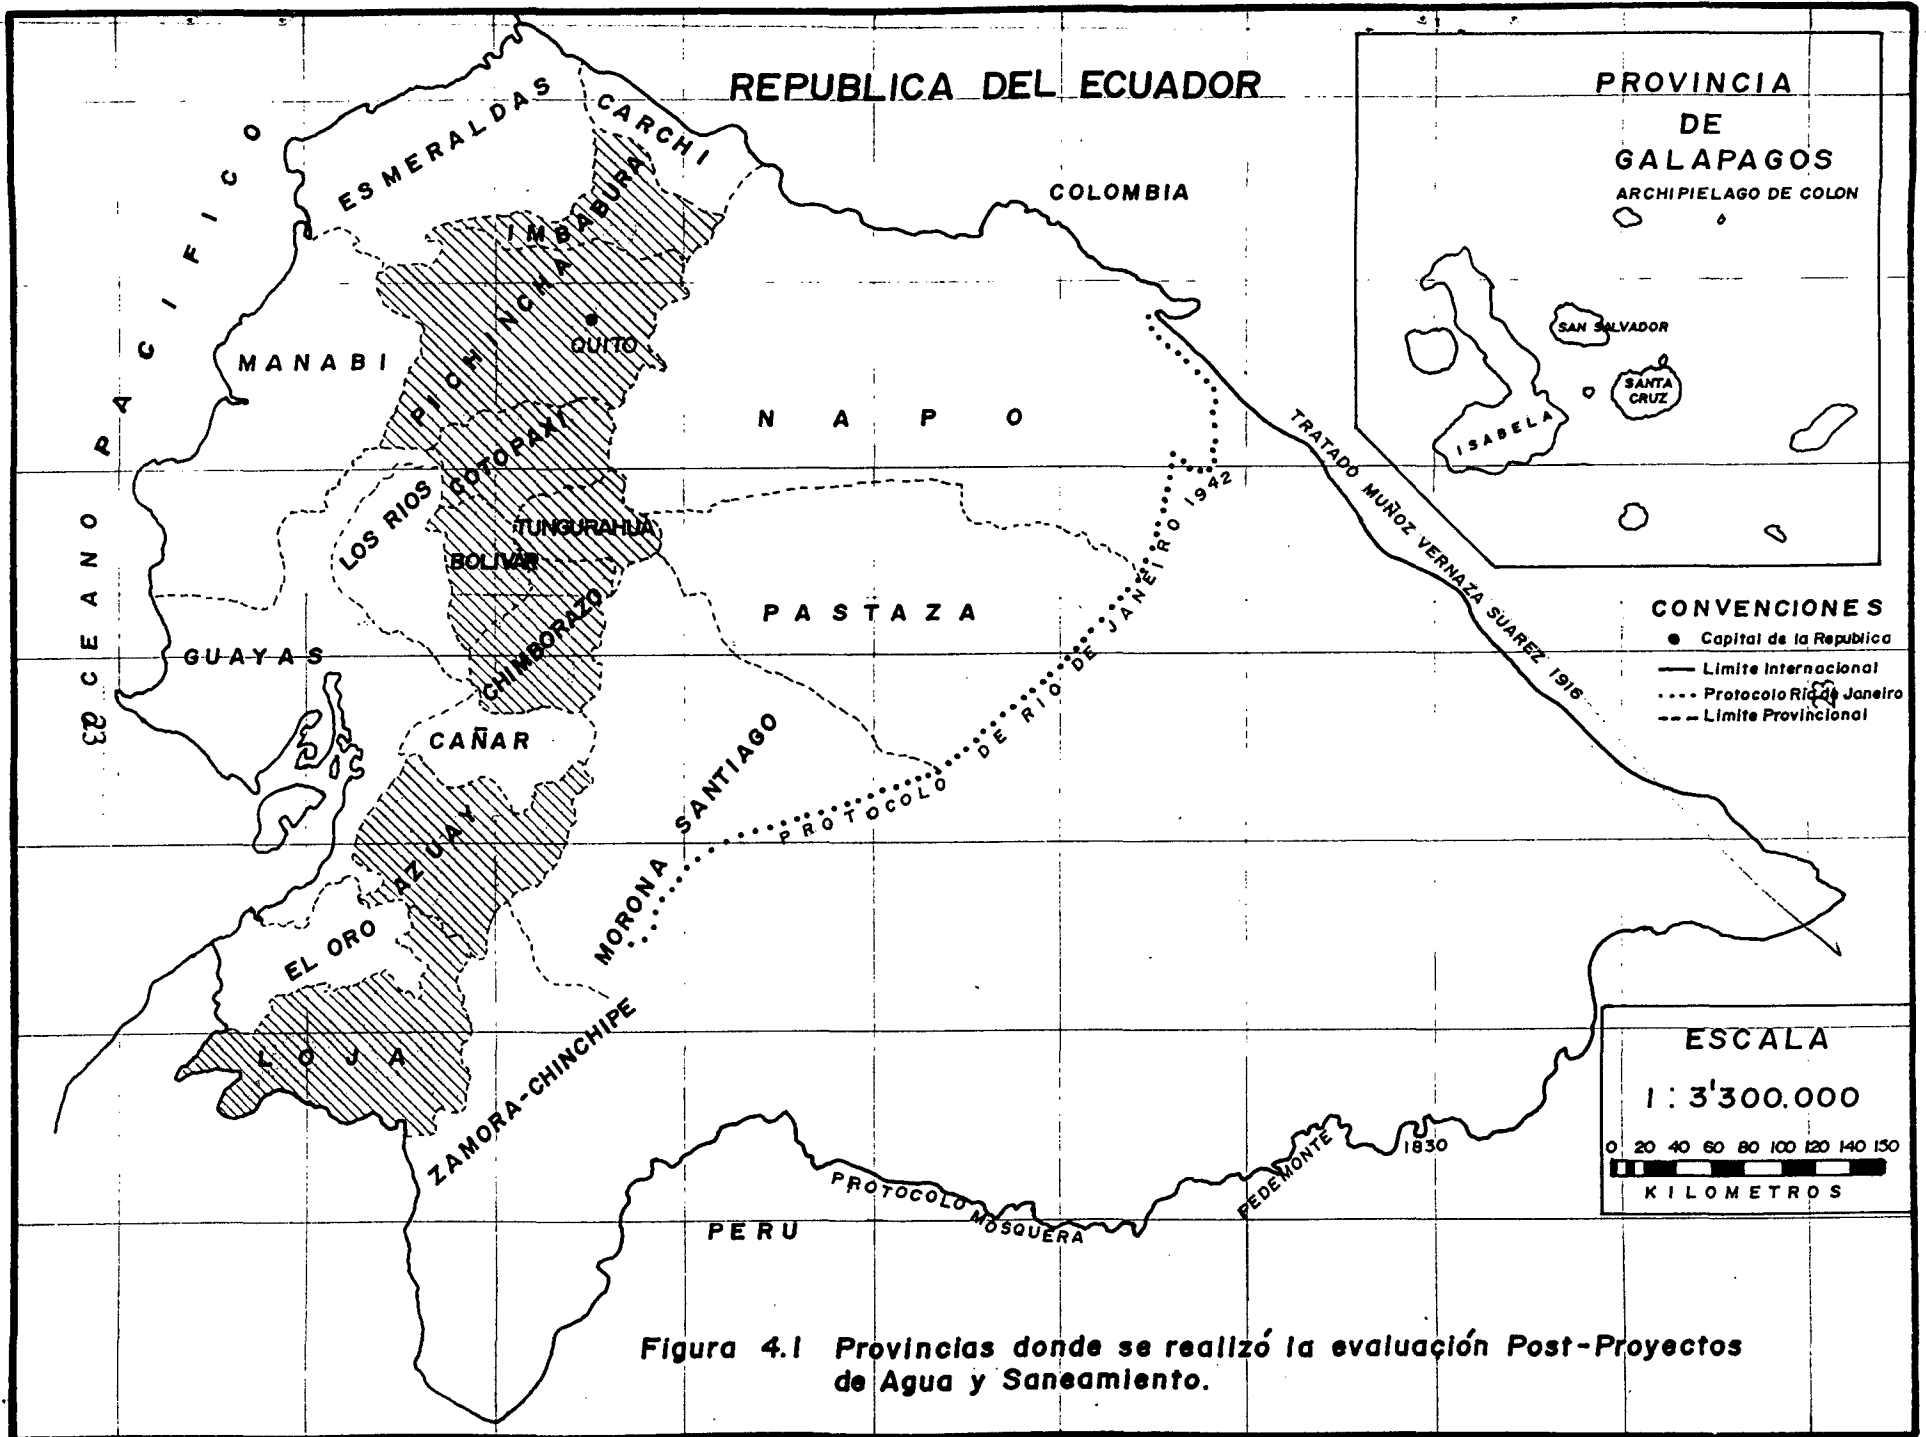 REPUBLICA DEL ECUADOR
PROVINCIA
DE
GALAPAGOS
ARCHIPIELAGO DE COLON
SAN SALVADOR
SANTA
CRUZ
ISABELA
OCEANO PACIFICO
ESMERALDAS
CARCHI
IMBABURA
COLOMBIA
PICHINCHA
QUITO
MANABI
NAPO
COTOPAXI
LOS RIOS
TUNGURAHUA
BOLIVAR
CHIMBORAZO
PASTAZA
GUAYAS
CAÑAR
AZUAY
MORONA SANTIAGO
EL ORO
LOJA
ZAMORA-CHINCHIPE
PERU
TRATADO MUÑOZ VERNAZA SUAREZ 1916
PROTOCOLO DE RIO DE JANEIRO 1942
PROTOCOLO MOSQUERA PEDEMONTE 1830
23
CONVENCIONES
Capital de la Republica
Limite Internacional
Protocolo Rio de Janeiro
Limite Provincional
23
ESCALA
1 : 3'300.000
0 20 40 60 80 100 120 140 150
KILOMETROS
Figura 4.1 Provincias donde se realizó la evaluación Post-Proyectos
de Agua y Saneamiento.